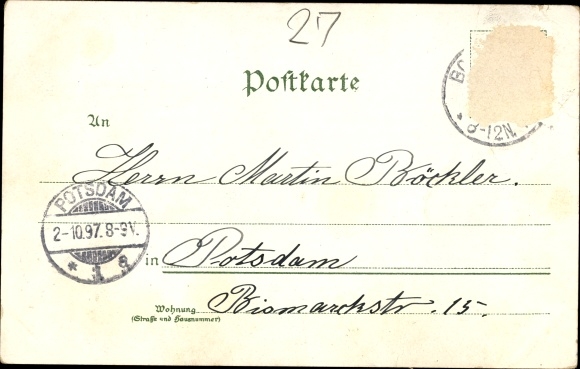 27
Postkarte
8-12N.
An
Herrn Martin Böckler.
POTSDAM
2-10.97. 8-9V.
* 1 g
in Potsdam
Wohnung
(Straße und Hausnummer)
Bismarckstr. 15.